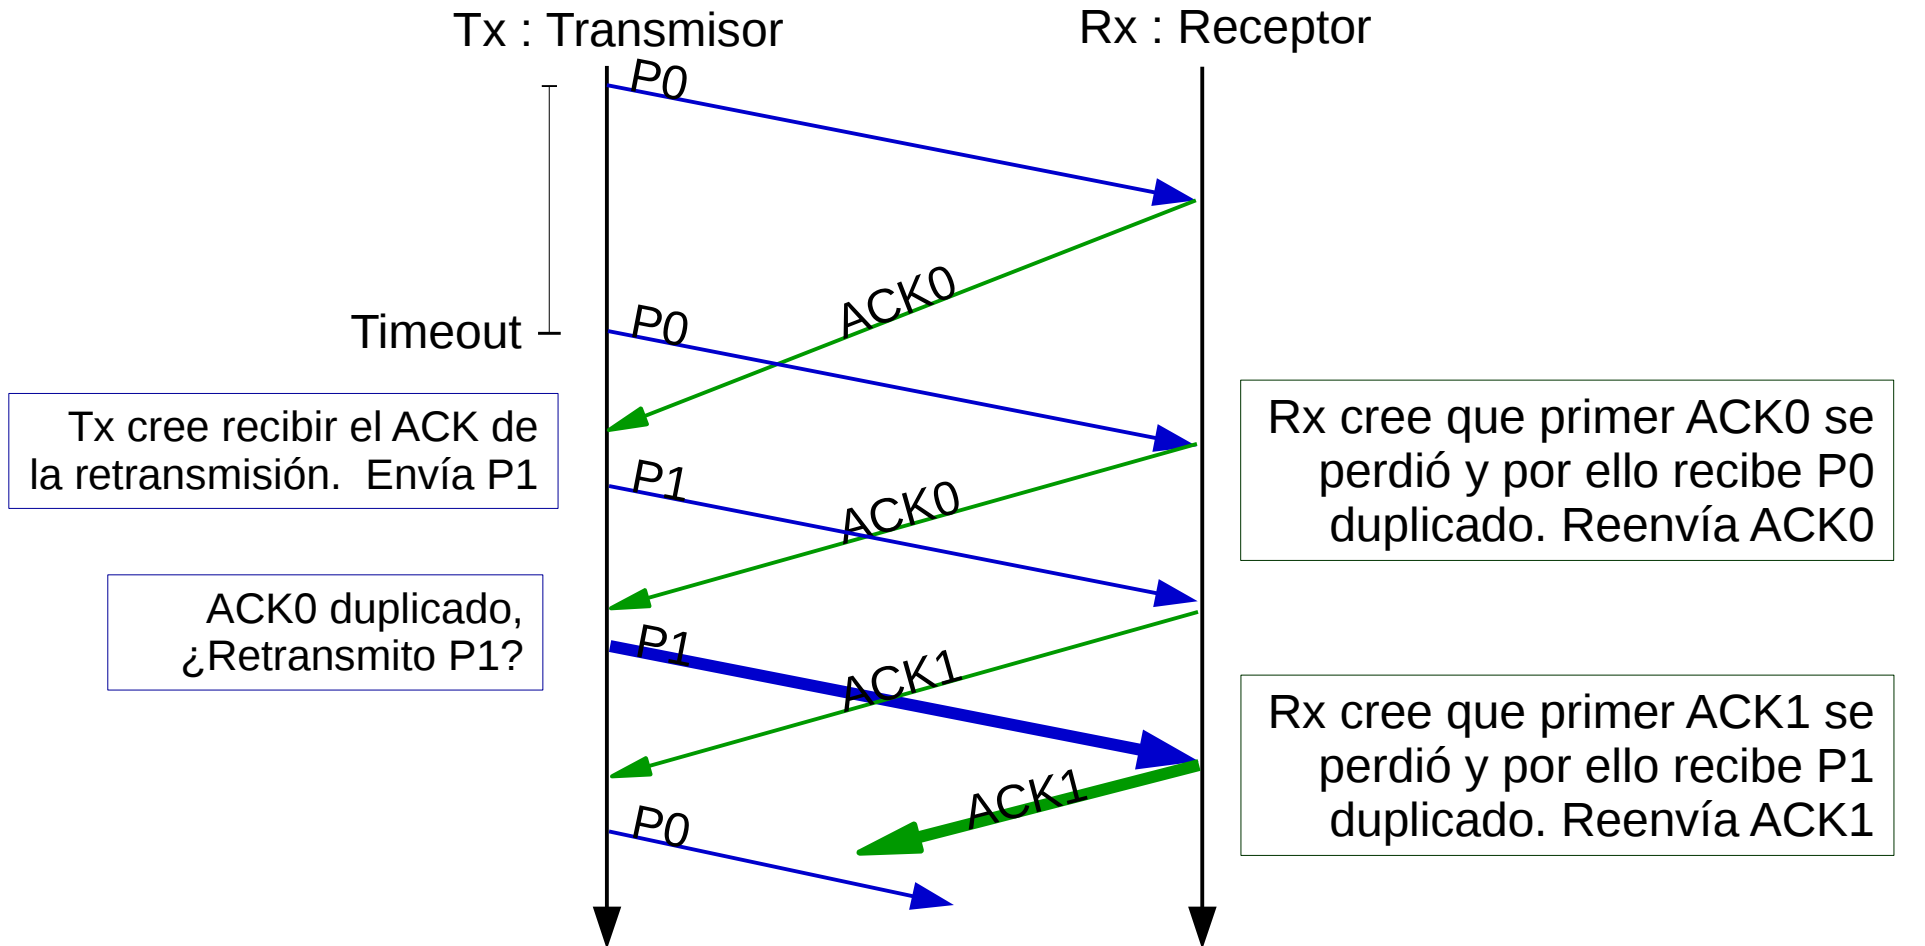 Tx : Transmisor
Rx : Receptor
P0
ACK0
Timeout
P0
Tx cree recibir el ACK de
la retransmisión.  Envía P1
Rx cree que primer ACK0 se
perdió y por ello recibe P0
duplicado. Reenvía ACK0
P1
ACK0
ACK0 duplicado,
¿Retransmito P1?
P1
ACK1
Rx cree que primer ACK1 se
perdió y por ello recibe P1
duplicado. Reenvía ACK1
ACK1
P0